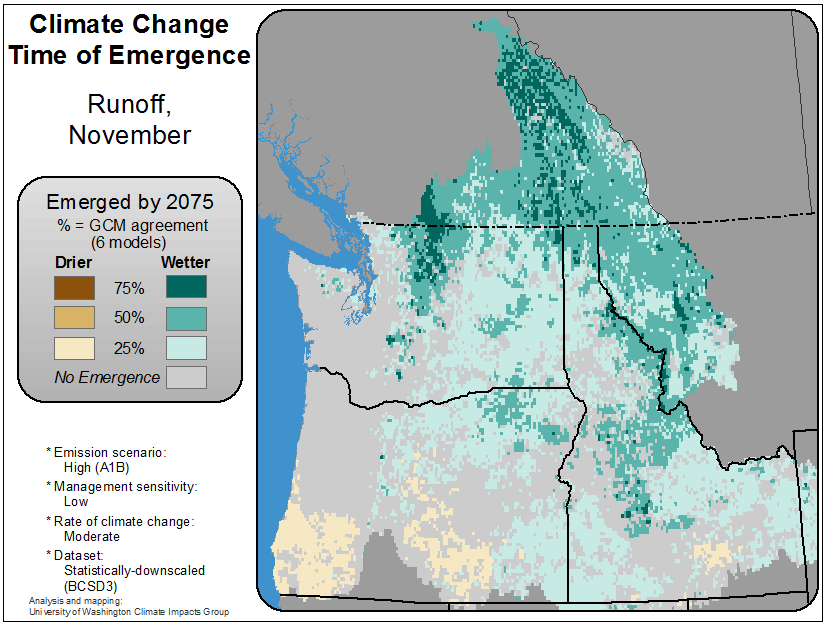 Climate Change
Time of Emergence
Runoff,
November
Emerged by 2075
% = GCM agreement
(6 models)
Drier Wetter
75%
50%
25%
No Emergence
* Emission scenario:
High (A1B)
* Management sensitivity:
Low
* Rate of climate change:
Moderate
* Dataset:
Statistically-downscaled
(BCSD3)
Analysis and mapping:
University of Washington Climate Impacts Group